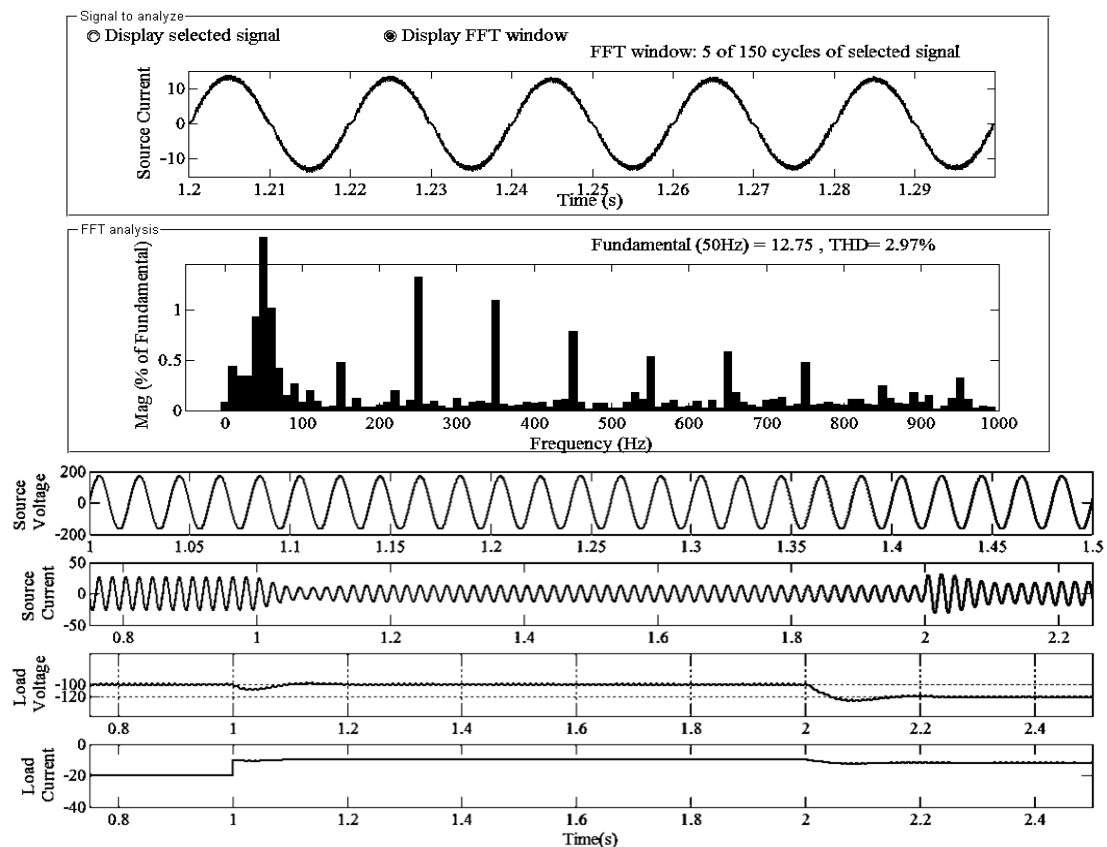 Signal to analyze
Display selected signal
Display FFT window
FFT window: 5 of 150 cycles of selected signal
Source Current
10
0
-10
1.2 1.21 1.22 1.23 1.24 1.25 1.26 1.27 1.28 1.29
Time (s)
FFT analysis
Fundamental (50Hz) = 12.75 , THD= 2.97%
Mag (% of Fundamental)
1
0.5
0
0 100 200 300 400 500 600 700 800 900 1000
Frequency (Hz)
Source
Voltage
200
0
-200
1 1.05 1.1 1.15 1.2 1.25 1.3 1.35 1.4 1.45 1.5
Source
Current
50
0
-50
0.8 1 1.2 1.4 1.6 1.8 2 2.2
Load
Voltage
-100
-120
0.8 1 1.2 1.4 1.6 1.8 2 2.2 2.4
Load
Current
0
-20
-40
0.8 1 1.2 1.4 1.6 1.8 2 2.2 2.4
Time(s)